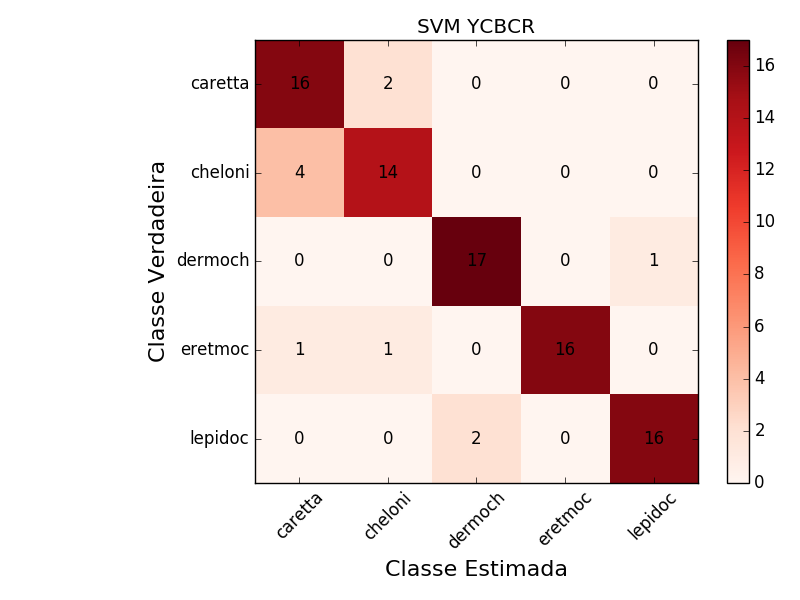 SVM YCBCR
caretta 16 2 0 0 0
cheloni 4 14 0 0 0
dermoch 0 0 17 0 1
eretmoc 1 1 0 16 0
lepidoc 0 0 2 0 16
caretta cheloni dermoch eretmoc lepidoc
Classe Estimada
Classe Verdadeira
16
14
12
10
8
6
4
2
0